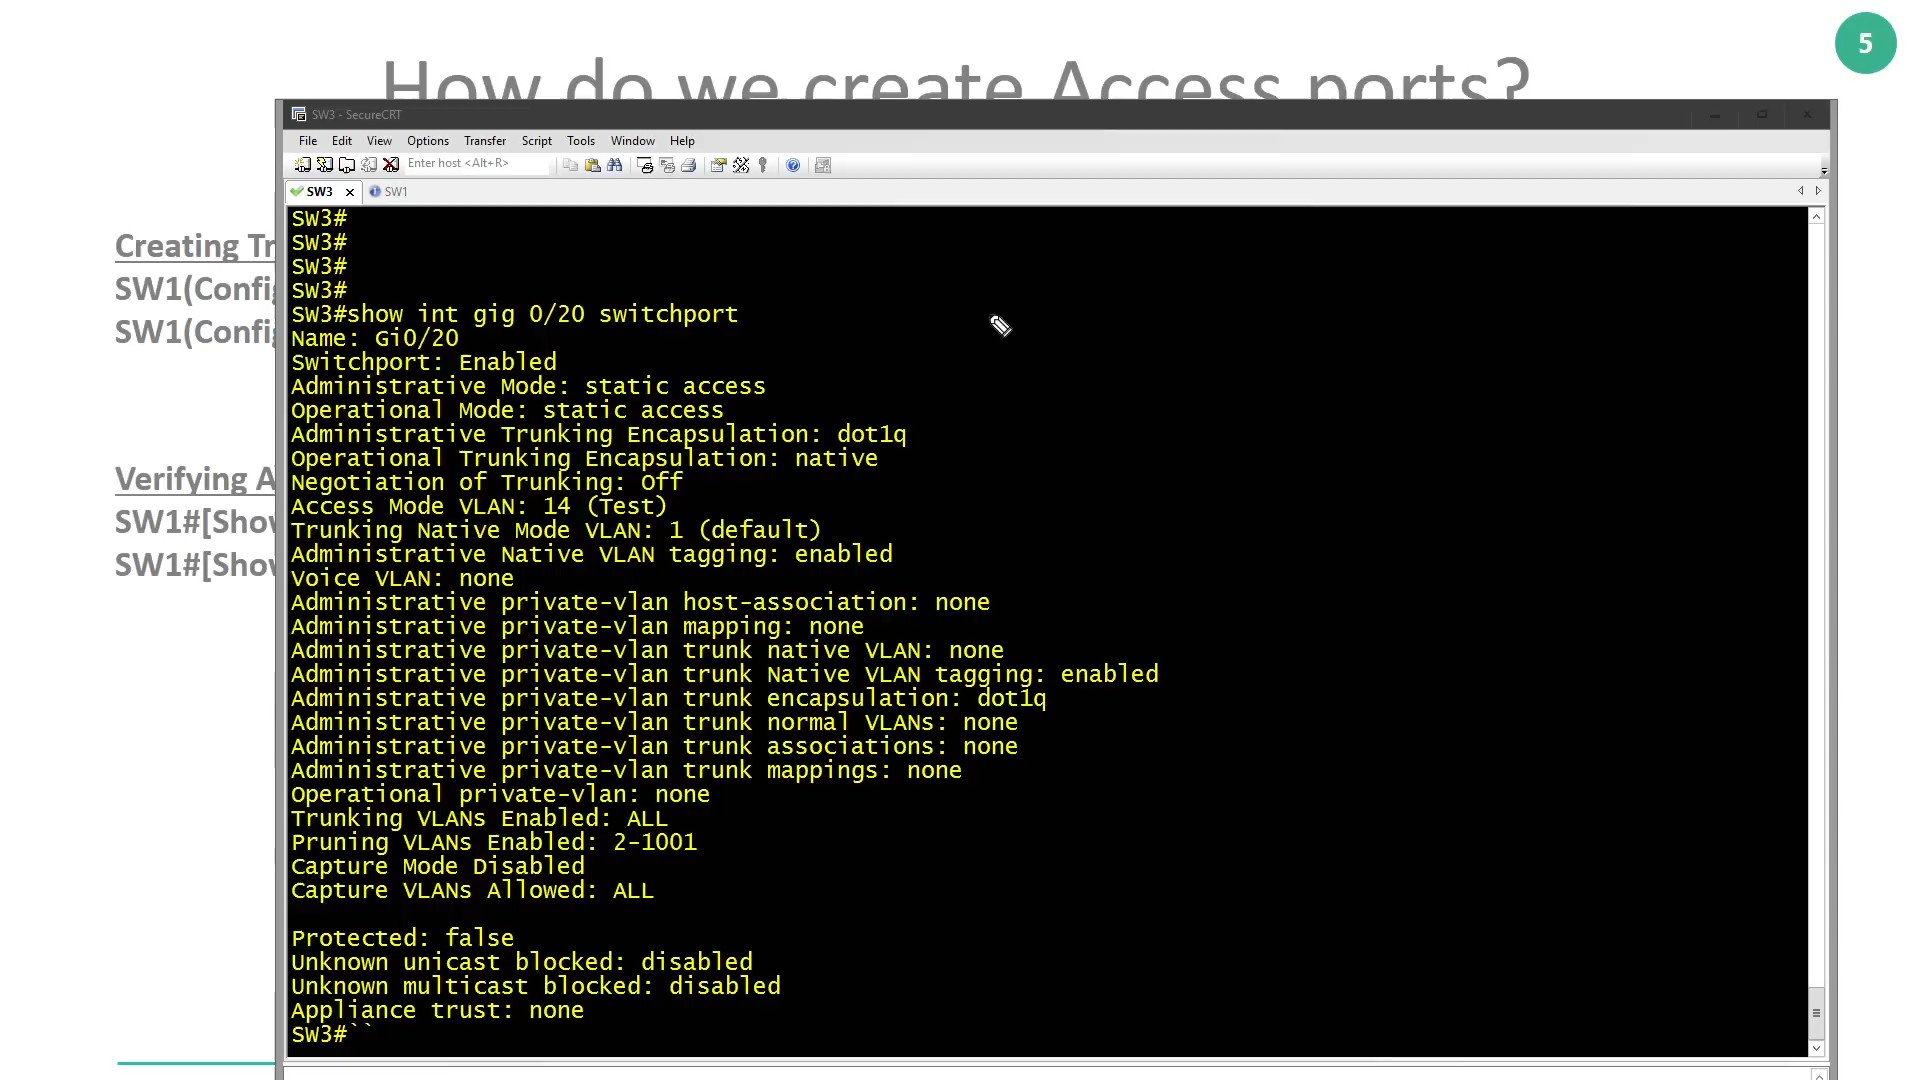 5
How do we create Access ports?
SW3 - SecureCRT
File Edit View Options Transfer Script Tools Window Help
Enter host <Alt+R>
SW3 SW1
Creating Tr
SW1(Config
SW1(Config
Verifying A
SW1#[Show
SW1#[Show
SW3#
SW3#
SW3#
SW3#
SW3#show int gig 0/20 switchport
Name: Gi0/20
Switchport: Enabled
Administrative Mode: static access
Operational Mode: static access
Administrative Trunking Encapsulation: dot1q
Operational Trunking Encapsulation: native
Negotiation of Trunking: Off
Access Mode VLAN: 14 (Test)
Trunking Native Mode VLAN: 1 (default)
Administrative Native VLAN tagging: enabled
Voice VLAN: none
Administrative private-vlan host-association: none
Administrative private-vlan mapping: none
Administrative private-vlan trunk native VLAN: none
Administrative private-vlan trunk Native VLAN tagging: enabled
Administrative private-vlan trunk encapsulation: dot1q
Administrative private-vlan trunk normal VLANs: none
Administrative private-vlan trunk associations: none
Administrative private-vlan trunk mappings: none
Operational private-vlan: none
Trunking VLANs Enabled: ALL
Pruning VLANs Enabled: 2-1001
Capture Mode Disabled
Capture VLANs Allowed: ALL
Protected: false
Unknown unicast blocked: disabled
Unknown multicast blocked: disabled
Appliance trust: none
SW3#``